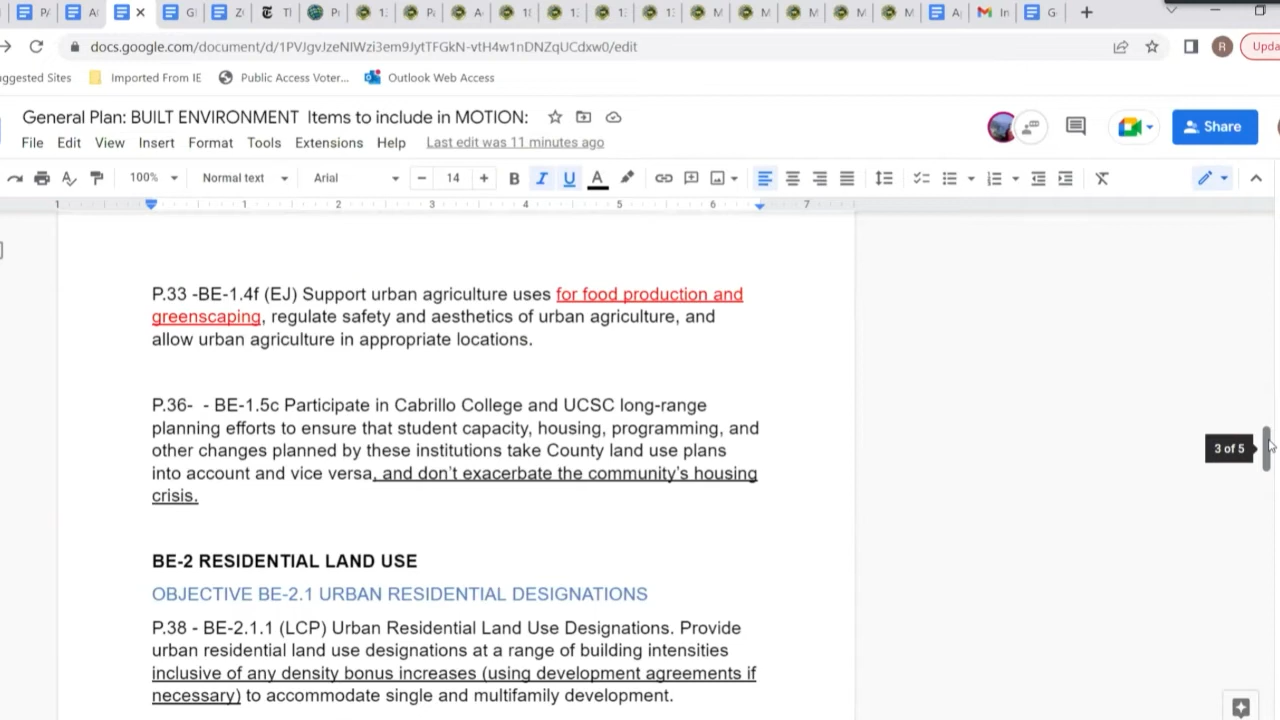 docs.google.com/document/d/1PVJgvJzeNIWzi3em9JytTFGkN-vtH4w1nDNZqUCdxw0/edit
Upda
ggested Sites Imported From IE Public Access Voter... Outlook Web Access
General Plan: BUILT ENVIRONMENT Items to include in MOTION:
File Edit View Insert Format Tools Extensions Help Last edit was 11 minutes ago
Share
100% Normal text Arial 14 B I U A
1 1 2 3 4 5 6 7
P.33 -BE-1.4f (EJ) Support urban agriculture uses for food production and
greenscaping, regulate safety and aesthetics of urban agriculture, and
allow urban agriculture in appropriate locations.
P.36- - BE-1.5c Participate in Cabrillo College and UCSC long-range
planning efforts to ensure that student capacity, housing, programming, and
other changes planned by these institutions take County land use plans
into account and vice versa, and don't exacerbate the community's housing
crisis.
3 of 5
BE-2 RESIDENTIAL LAND USE
OBJECTIVE BE-2.1 URBAN RESIDENTIAL DESIGNATIONS
P.38 - BE-2.1.1 (LCP) Urban Residential Land Use Designations. Provide
urban residential land use designations at a range of building intensities
inclusive of any density bonus increases (using development agreements if
necessary) to accommodate single and multifamily development.